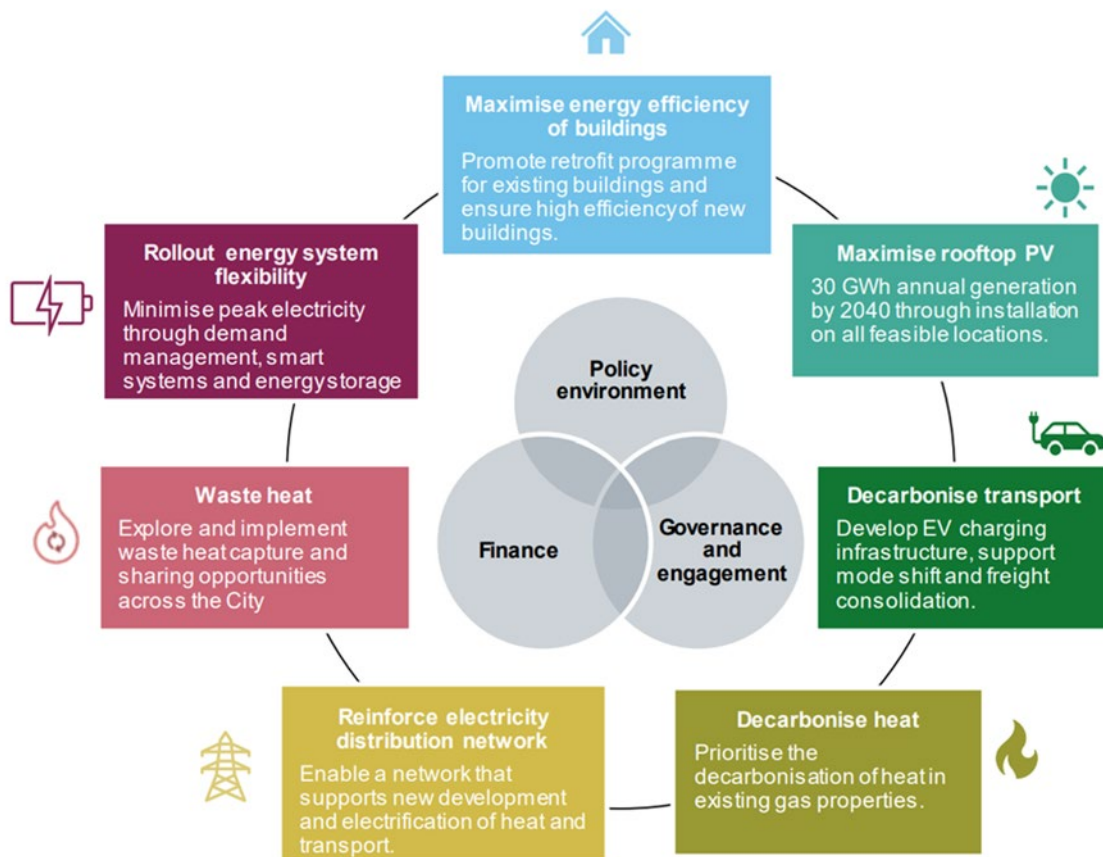 Maximise energy efficiency
of buildings
Promote retrofit programme
for existing buildings and
ensure high efficiency of new
buildings.
Maximise rooftop PV
30 GWh annual generation
by 2040 through installation
on all feasible locations.
Decarbonise transport
Develop EV charging
infrastructure, support
mode shift and freight
consolidation.
Decarbonise heat
Prioritise the
decarbonisation of heat in
existing gas properties.
Reinforce electricity
distribution network
Enable a network that
supports new development
and electrification of heat and
transport.
Waste heat
Explore and implement
waste heat capture and
sharing opportunities
across the City
Rollout energy system
flexibility
Minimise peak electricity
through demand
management, smart
systems and energy storage
Policy
environment
Finance
Governance
and
engagement